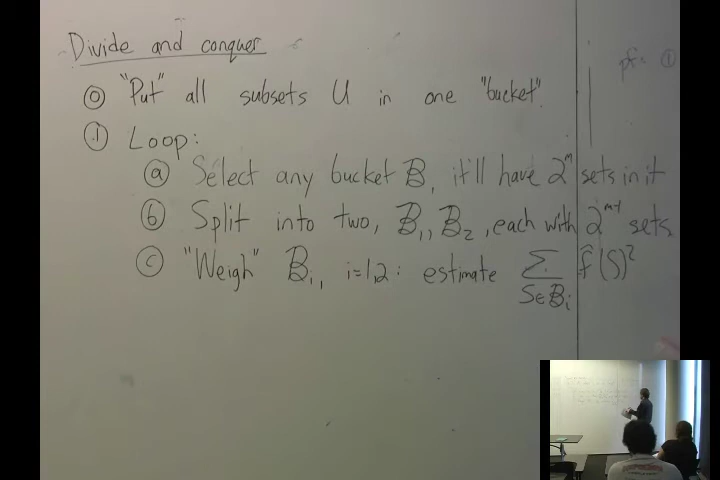 Divide and conquer
⓪ "Put" all subsets U in one "bucket".
① Loop:
ⓐ Select any bucket B, it'll have 2^m sets in it
ⓑ Split into two, B₁, B₂, each with 2^{m-1} sets
ⓒ "Weigh" Bᵢ, i=1,2: estimate Σ_{S∈Bᵢ} f̂(S)²
pf: ①